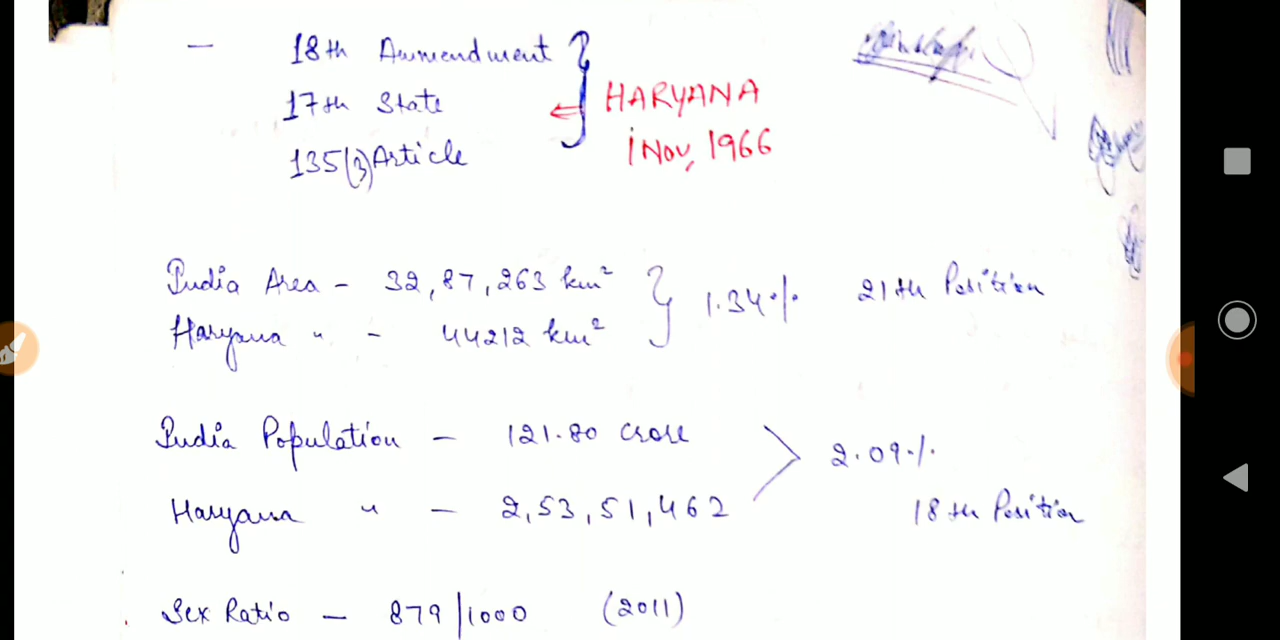 — 18th Ammendment
17th State
135(3) Article
HARYANA
1 Nov, 1966
India Area - 32,87,263 km²
Haryana " - 44212 km²
1.34%
21th Position
India Population - 121.80 crore
Haryana " - 2,53,51,462
2.09%
18th Position
Sex Ratio - 879/1000 (2011)